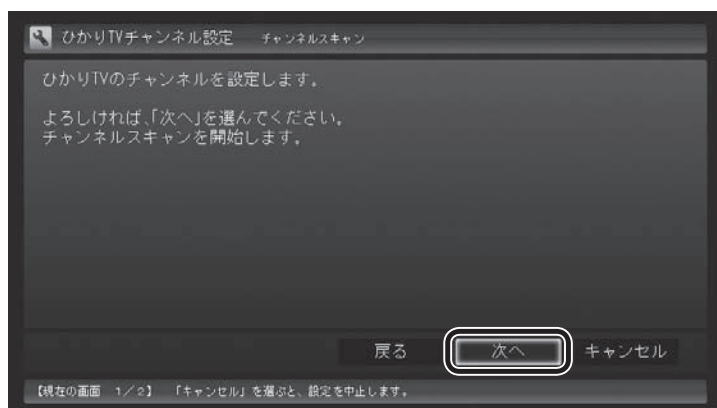 ひかりTVチャンネル設定 チャンネルスキャン
ひかりTVのチャンネルを設定します。
よろしければ、「次へ」を選んでください。
チャンネルスキャンを開始します。
戻る 次へ キャンセル
【現在の画面 1/2】 「キャンセル」を選ぶと、設定を中止します。